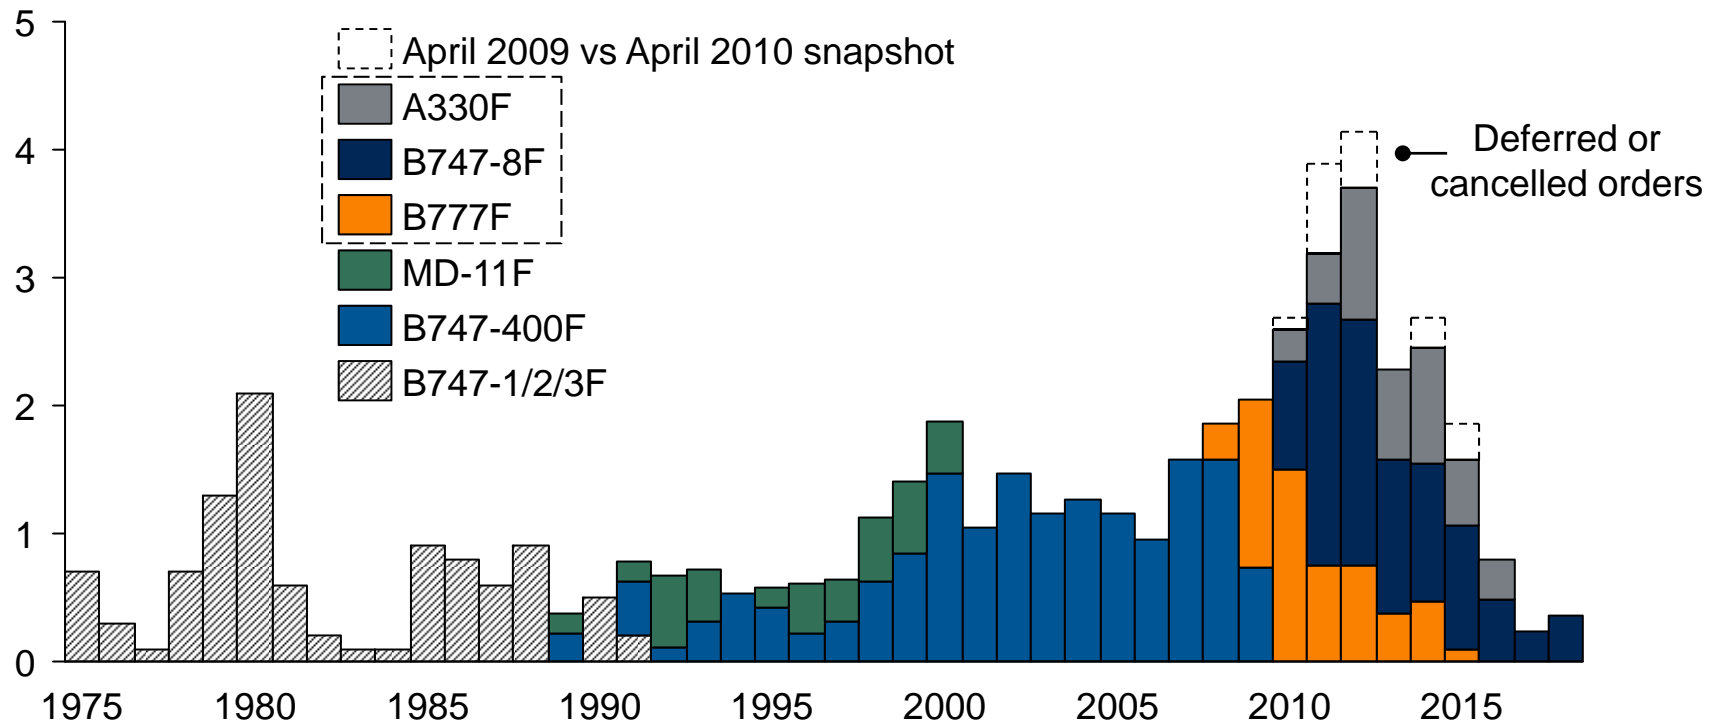 5
4
3
2
1
0
April 2009 vs April 2010 snapshot
A330F
B747-8F
B777F
MD-11F
B747-400F
B747-1/2/3F
Deferred or
cancelled orders
1975 1980 1985 1990 1995 2000 2005 2010 2015